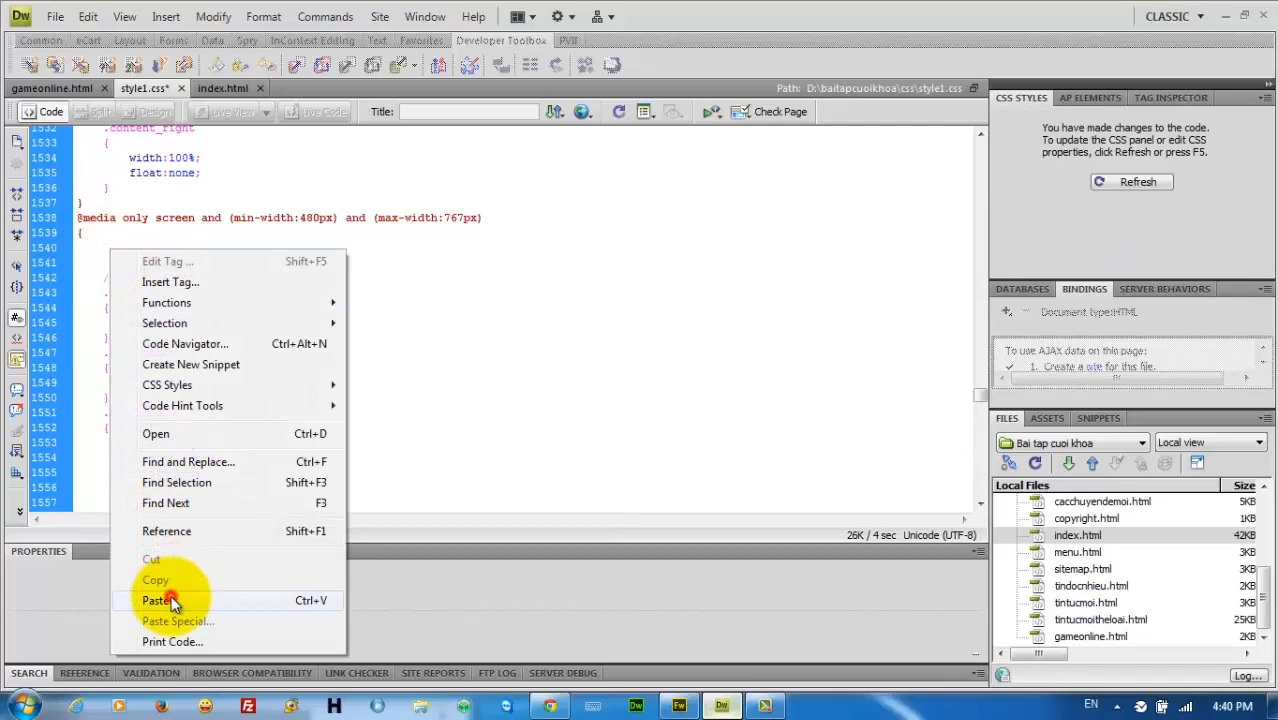 Dw File Edit View Insert Modify Format Commands Site Window Help CLASSIC
Common eCart Layout Forms Data Spry InContext Editing Text Favorites Developer Toolbox PVII
gameonline.html style1.css* index.html Path: D:\baitapcuoikhoa\css\style1.css
Code Split Design Live View Live Code Title: Check Page
1532 .content_right
1533 {
1534 width:100%;
1535 float:none;
1536 }
1537 }
1538 @media only screen and (min-width:480px) and (max-width:767px)
1539 {
1540
1541
1542 /
1543 .
1544 {
1545
1546 }
1547 .
1548 {
1549
1550 }
1551 .
1552 {
1553
1554
1555
1556
1557
Edit Tag ... Shift+F5
Insert Tag...
Functions
Selection
Code Navigator... Ctrl+Alt+N
Create New Snippet
CSS Styles
Code Hint Tools
Open Ctrl+D
Find and Replace... Ctrl+F
Find Selection Shift+F3
Find Next F3
Reference Shift+F1
Cut
Copy
Paste Ctrl+V
Paste Special...
Print Code...
26K / 4 sec Unicode (UTF-8)
PROPERTIES
SEARCH REFERENCE VALIDATION BROWSER COMPATIBILITY LINK CHECKER SITE REPORTS FTP LOG SERVER DEBUG
CSS STYLES AP ELEMENTS TAG INSPECTOR
You have made changes to the code.
To update the CSS panel or edit CSS
properties, click Refresh or press F5.
Refresh
DATABASES BINDINGS SERVER BEHAVIORS
Document type:HTML
To use AJAX data on this page:
1. Create a site for this file.
FILES ASSETS SNIPPETS
Bai tap cuoi khoa Local view
Local Files Size
cacchuyendemoi.html 5KB
copyright.html 1KB
index.html 42KB
menu.html 2KB
sitemap.html 2KB
tindocnhieu.html 2KB
tintucmoi.html 3KB
tintucmoitheloai.html 25KB
gameonline.html 2KB
Log...
Fw Dw
EN 4:40 PM